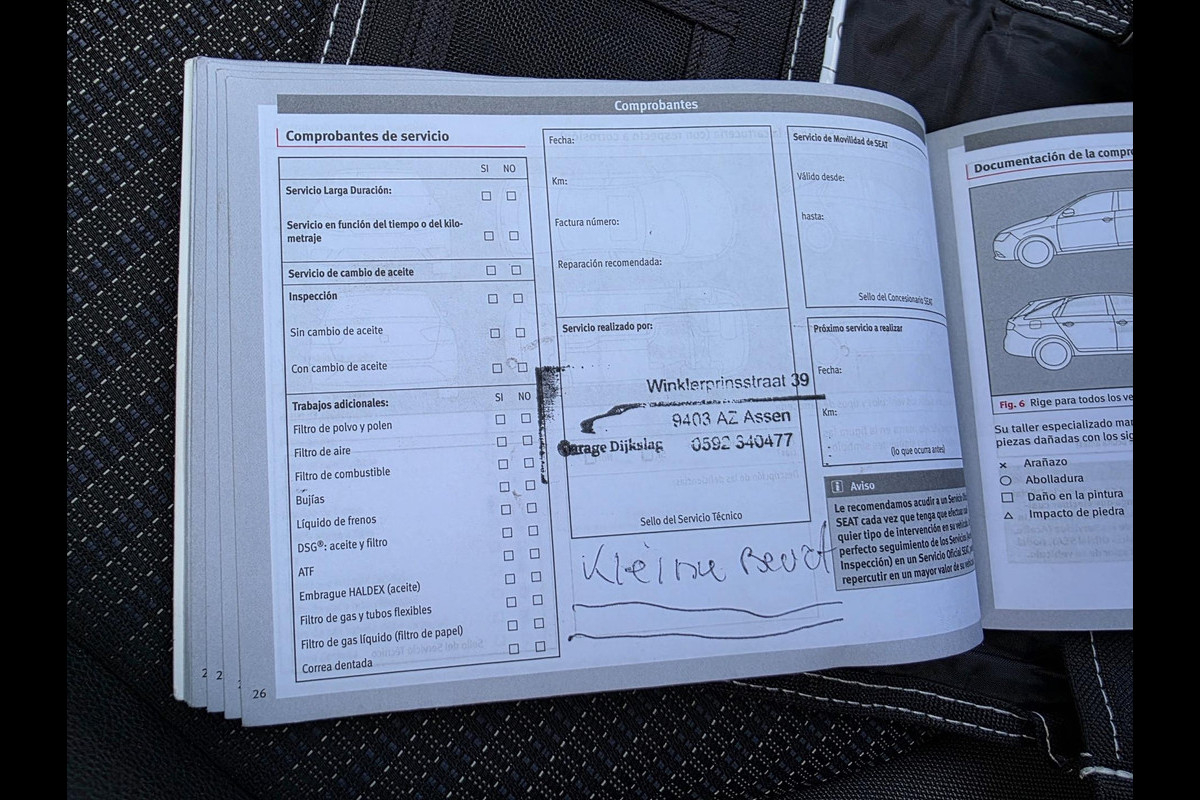 Comprobantes
Comprobantes de servicio
SI NO
Servicio Larga Duración:
Servicio en función del tiempo o del kilo-
metraje
Servicio de cambio de aceite
Inspección
Sin cambio de aceite
Con cambio de aceite
Trabajos adicionales: SI NO
Filtro de polvo y polen
Filtro de aire
Filtro de combustible
Bujías
Líquido de frenos
DSG®: aceite y filtro
ATF
Embrague HALDEX (aceite)
Filtro de gas y tubos flexibles
Filtro de gas líquido (filtro de papel)
Correa dentada
26
Fecha:
Km:
Factura número:
Reparación recomendada:
Servicio realizado por:
Winklerprinsstraat 39
9403 AZ Assen
Garage Dijkslag 0592 340477
Sello del Servicio Técnico
Kleine Beurt
Servicio de Movilidad de SEAT
Válido desde:
hasta:
Sello del Concesionario SEAT
Próximo servicio a realizar
Fecha:
Km:
(lo que ocurra antes)
Aviso
Le recomendamos acudir a un Servicio
SEAT cada vez que tenga que efectuar
quier tipo de intervención en su
perfecto seguimiento de los Servicios
Inspección) en un Servicio Oficial
repercutir en un mayor valor de su
Documentación de la
Fig. 6 Rige para todos los
Su taller especializado
piezas dañadas con los
Arañazo
Abolladura
Daño en la pintura
Impacto de piedra